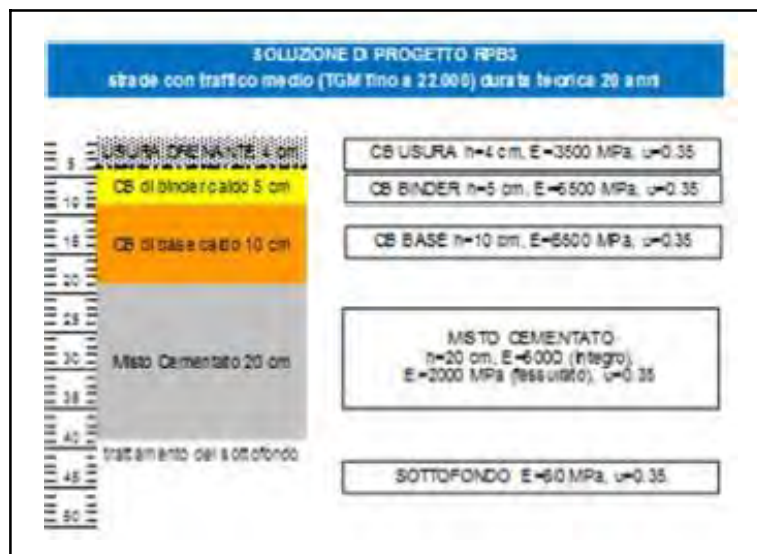 SOLUZIONE DI PROGETTO RPB3
strade con traffico medio (TGM fino a 22.000) durata teorica 20 anni
5
10
15
20
25
30
35
40
45
50
USURA DRENANTE 4 cm
CB di binder caldo 5 cm
CB di base caldo 10 cm
Misto Cementato 20 cm
trattamento del sottofondo
CB USURA h=4 cm, E=3500 MPa, u=0.35
CB BINDER h=5 cm, E=5500 MPa, u=0.35
CB BASE h=10 cm, E=5500 MPa, u=0.35
MISTO CEMENTATO
h=20 cm, E=6000 (integro),
E=2000 MPa (fessurato), u=0.35
SOTTOFONDO E=60 MPa, u=0.35